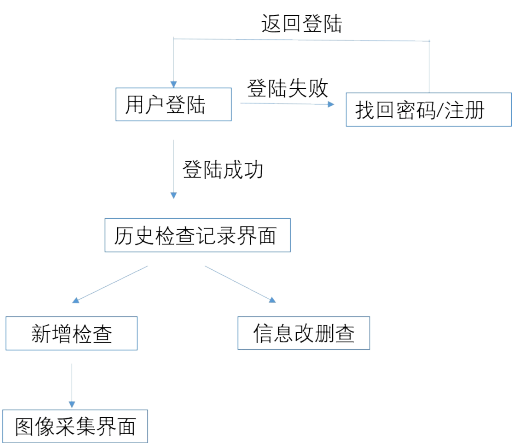 返回登陆
登陆失败
用户登陆
找回密码/注册
登陆成功
历史检查记录界面
新增检查
信息改删查
图像采集界面